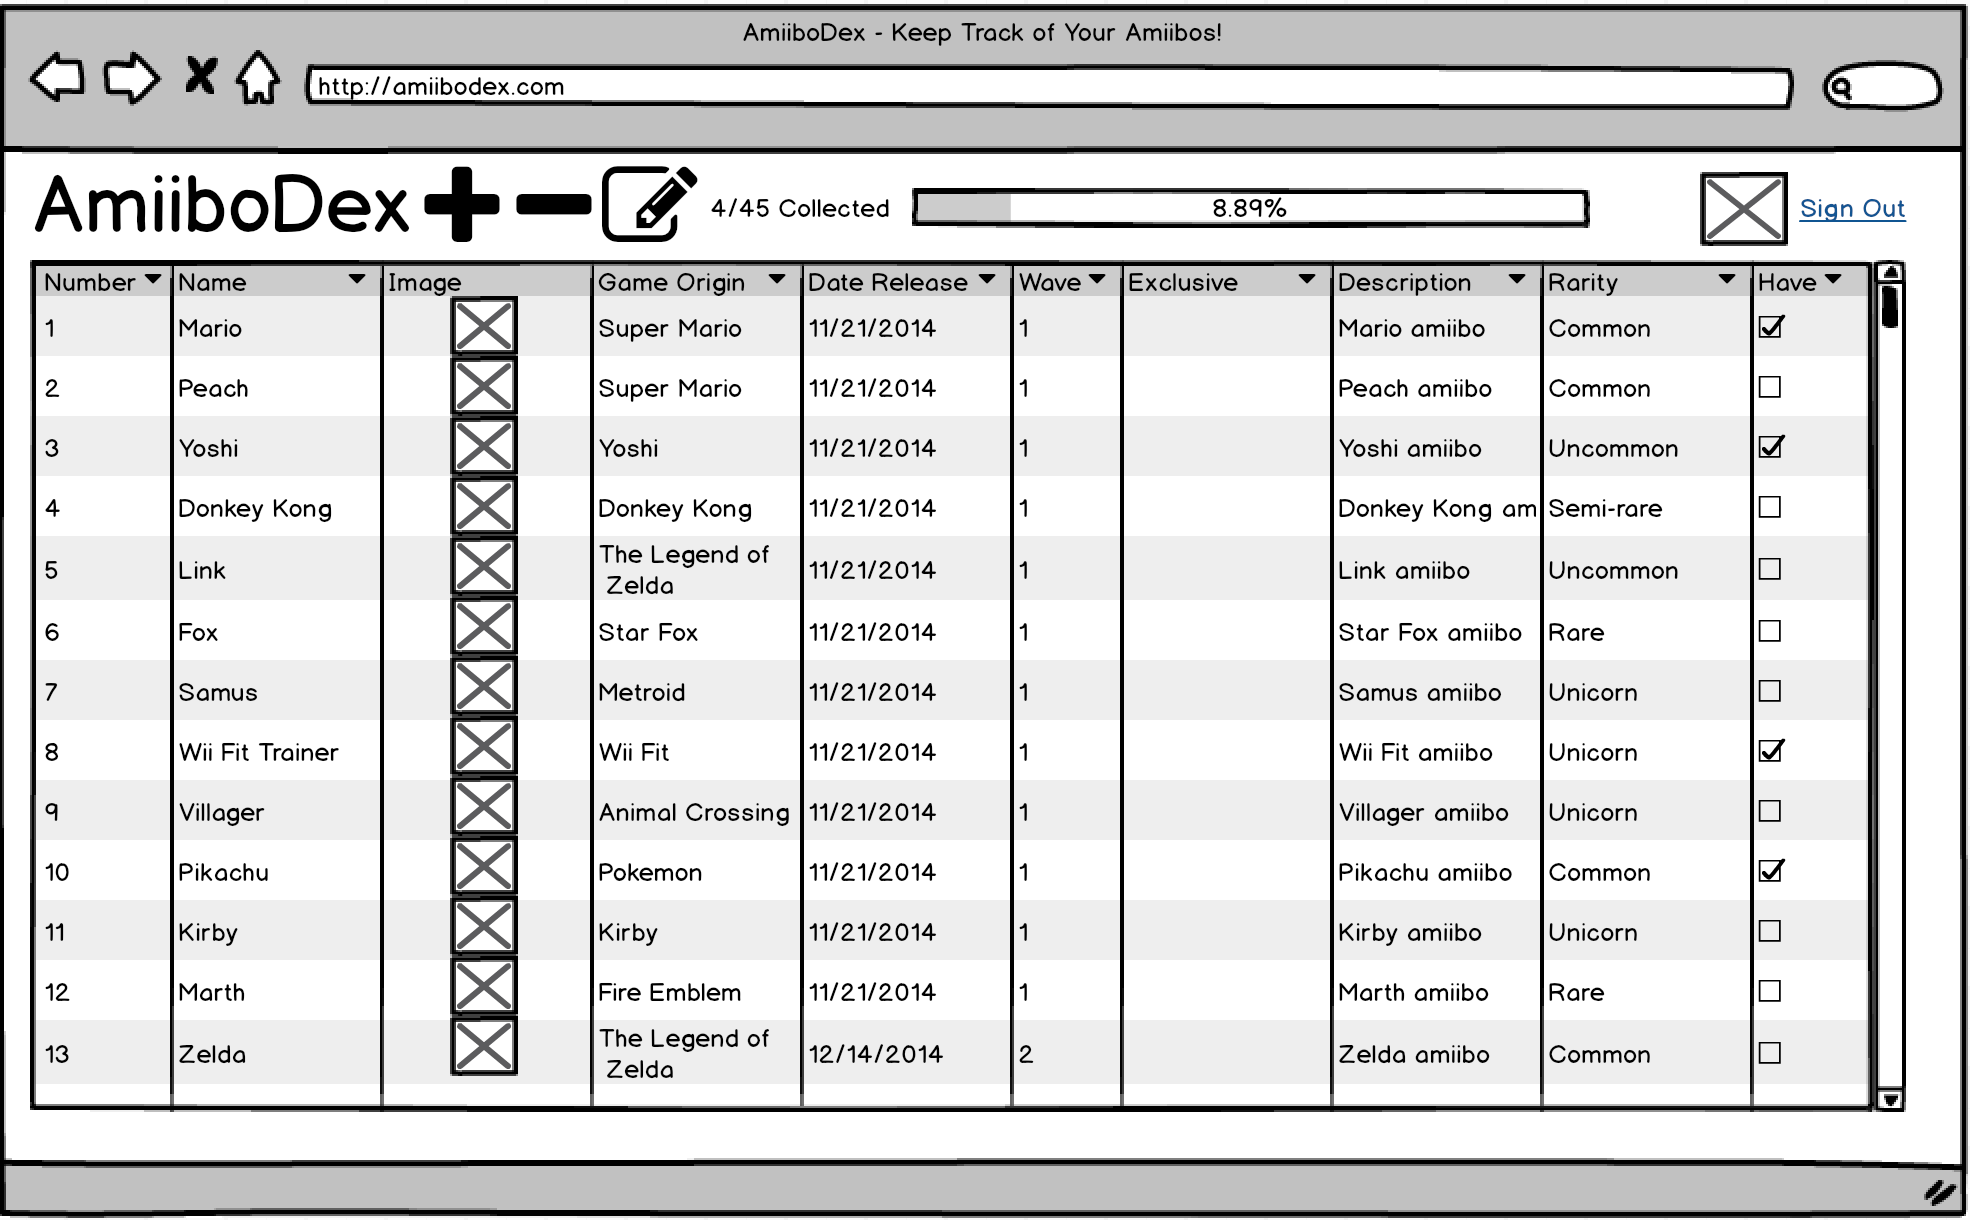 AmiiboDex - Keep Track of Your Amiibos!
http://amiibodex.com
AmiiboDex 4/45 Collected 8.89% Sign Out
Number Name Image Game Origin Date Release Wave Exclusive Description Rarity Have
1 Mario Super Mario 11/21/2014 1 Mario amiibo Common
2 Peach Super Mario 11/21/2014 1 Peach amiibo Common
3 Yoshi Yoshi 11/21/2014 1 Yoshi amiibo Uncommon
4 Donkey Kong Donkey Kong 11/21/2014 1 Donkey Kong am Semi-rare
5 Link The Legend of
Zelda 11/21/2014 1 Link amiibo Uncommon
6 Fox Star Fox 11/21/2014 1 Star Fox amiibo Rare
7 Samus Metroid 11/21/2014 1 Samus amiibo Unicorn
8 Wii Fit Trainer Wii Fit 11/21/2014 1 Wii Fit amiibo Unicorn
9 Villager Animal Crossing 11/21/2014 1 Villager amiibo Unicorn
10 Pikachu Pokemon 11/21/2014 1 Pikachu amiibo Common
11 Kirby Kirby 11/21/2014 1 Kirby amiibo Unicorn
12 Marth Fire Emblem 11/21/2014 1 Marth amiibo Rare
13 Zelda The Legend of
Zelda 12/14/2014 2 Zelda amiibo Common